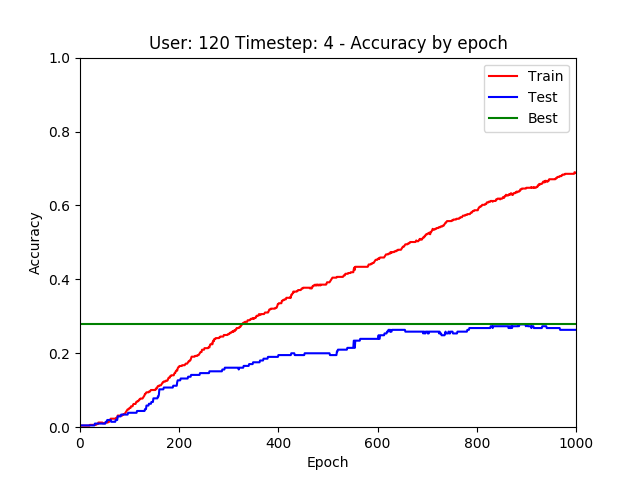 User: 120 Timestep: 4 - Accuracy by epoch
Train
Test
Best
Accuracy
1.0
0.8
0.6
0.4
0.2
0.0
0 200 400 600 800 1000
Epoch